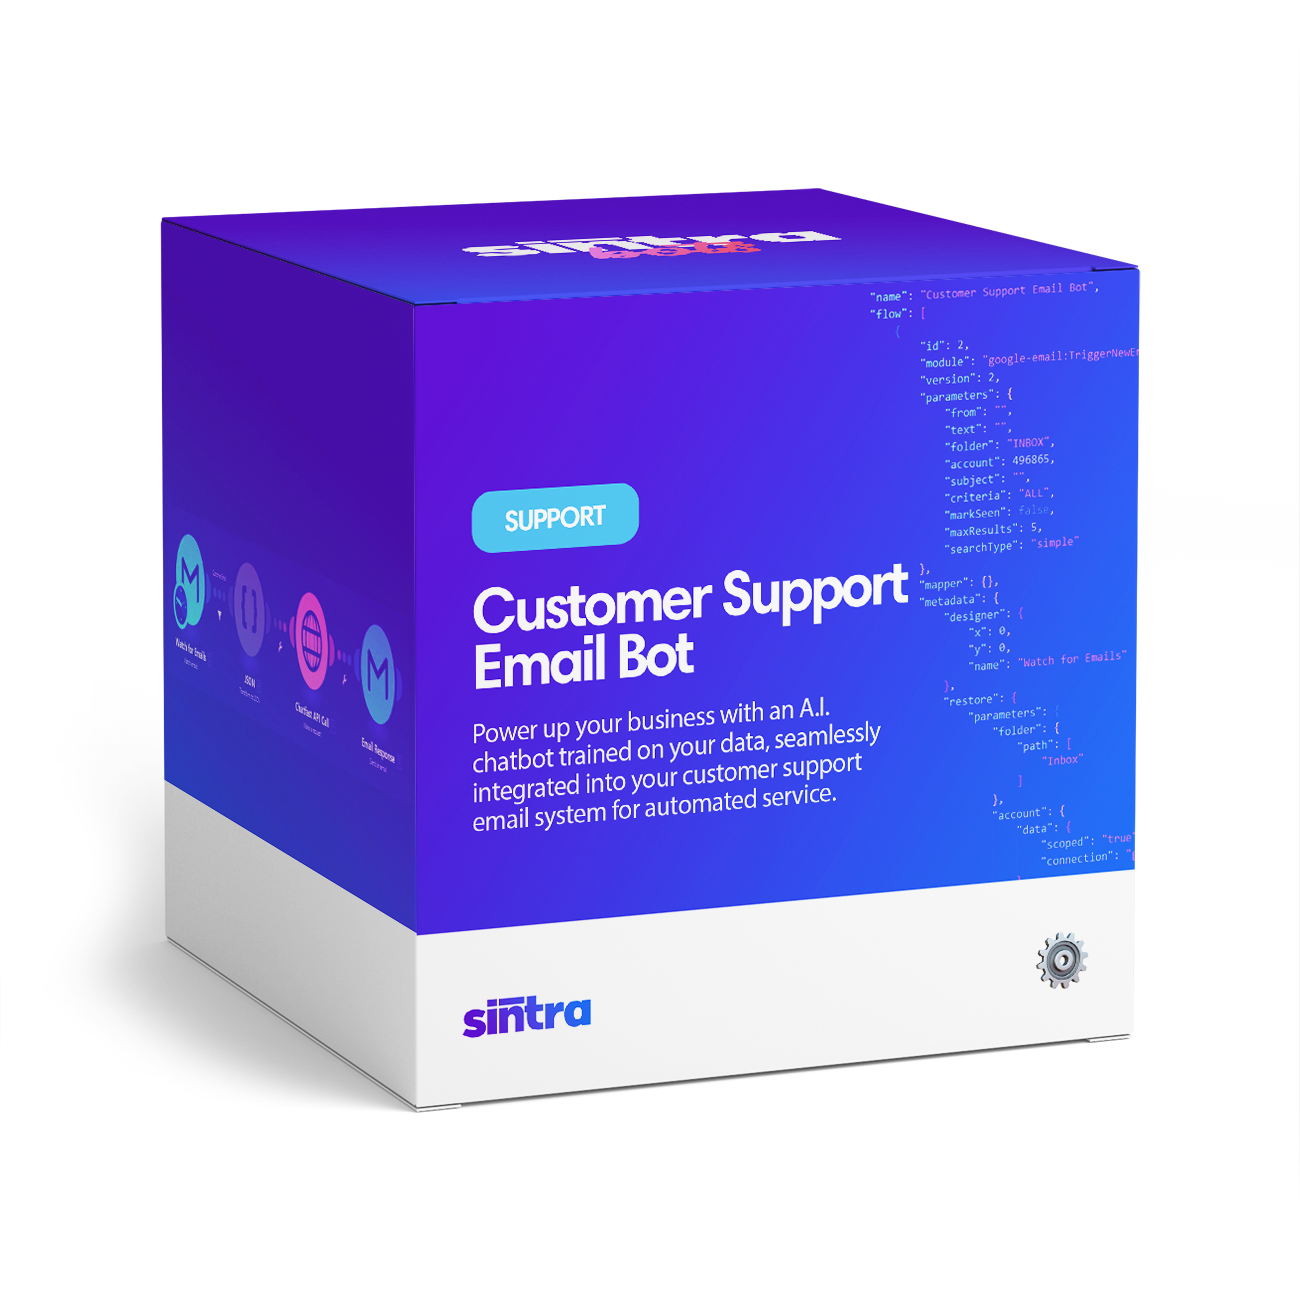 sintra
bots
"name": "Customer Support Email Bot",
"flow": [
{
"id": 2,
"module": "google-email:TriggerNewEm
"version": 2,
"parameters": {
"from": "",
"text": "",
"folder": "INBOX",
"account": 496865,
"subject": "",
"criteria": "ALL",
"markSeen": false,
"maxResults": 5,
"searchType": "simple"
},
"mapper": {},
"metadata": {
"designer": {
"x": 0,
"y": 0,
"name": "Watch for Emails"
},
"restore": {
"parameters": {
"folder": {
"path": [
"Inbox"
]
},
"account": {
"data": {
"scoped": "true"
"connection":
SUPPORT
Customer Support
Email Bot
Power up your business with an A.I.
chatbot trained on your data, seamlessly
integrated into your customer support
email system for automated service.
Watch for Emails
JSON
Chatfast API Call
Email Response
sintra